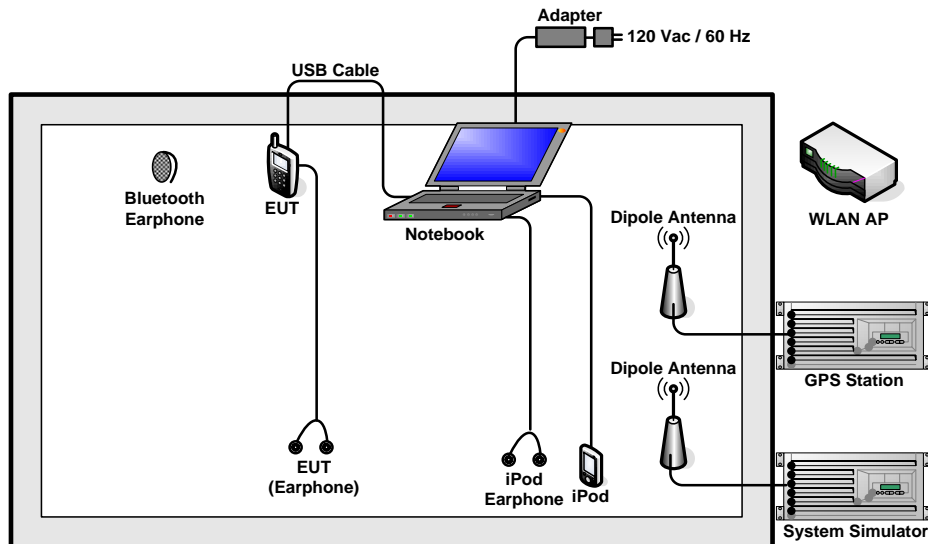 Adapter
120 Vac / 60 Hz
USB Cable
Bluetooth
Earphone
EUT
Notebook
Dipole Antenna
WLAN AP
GPS Station
Dipole Antenna
EUT
(Earphone)
iPod
Earphone
iPod
System Simulator